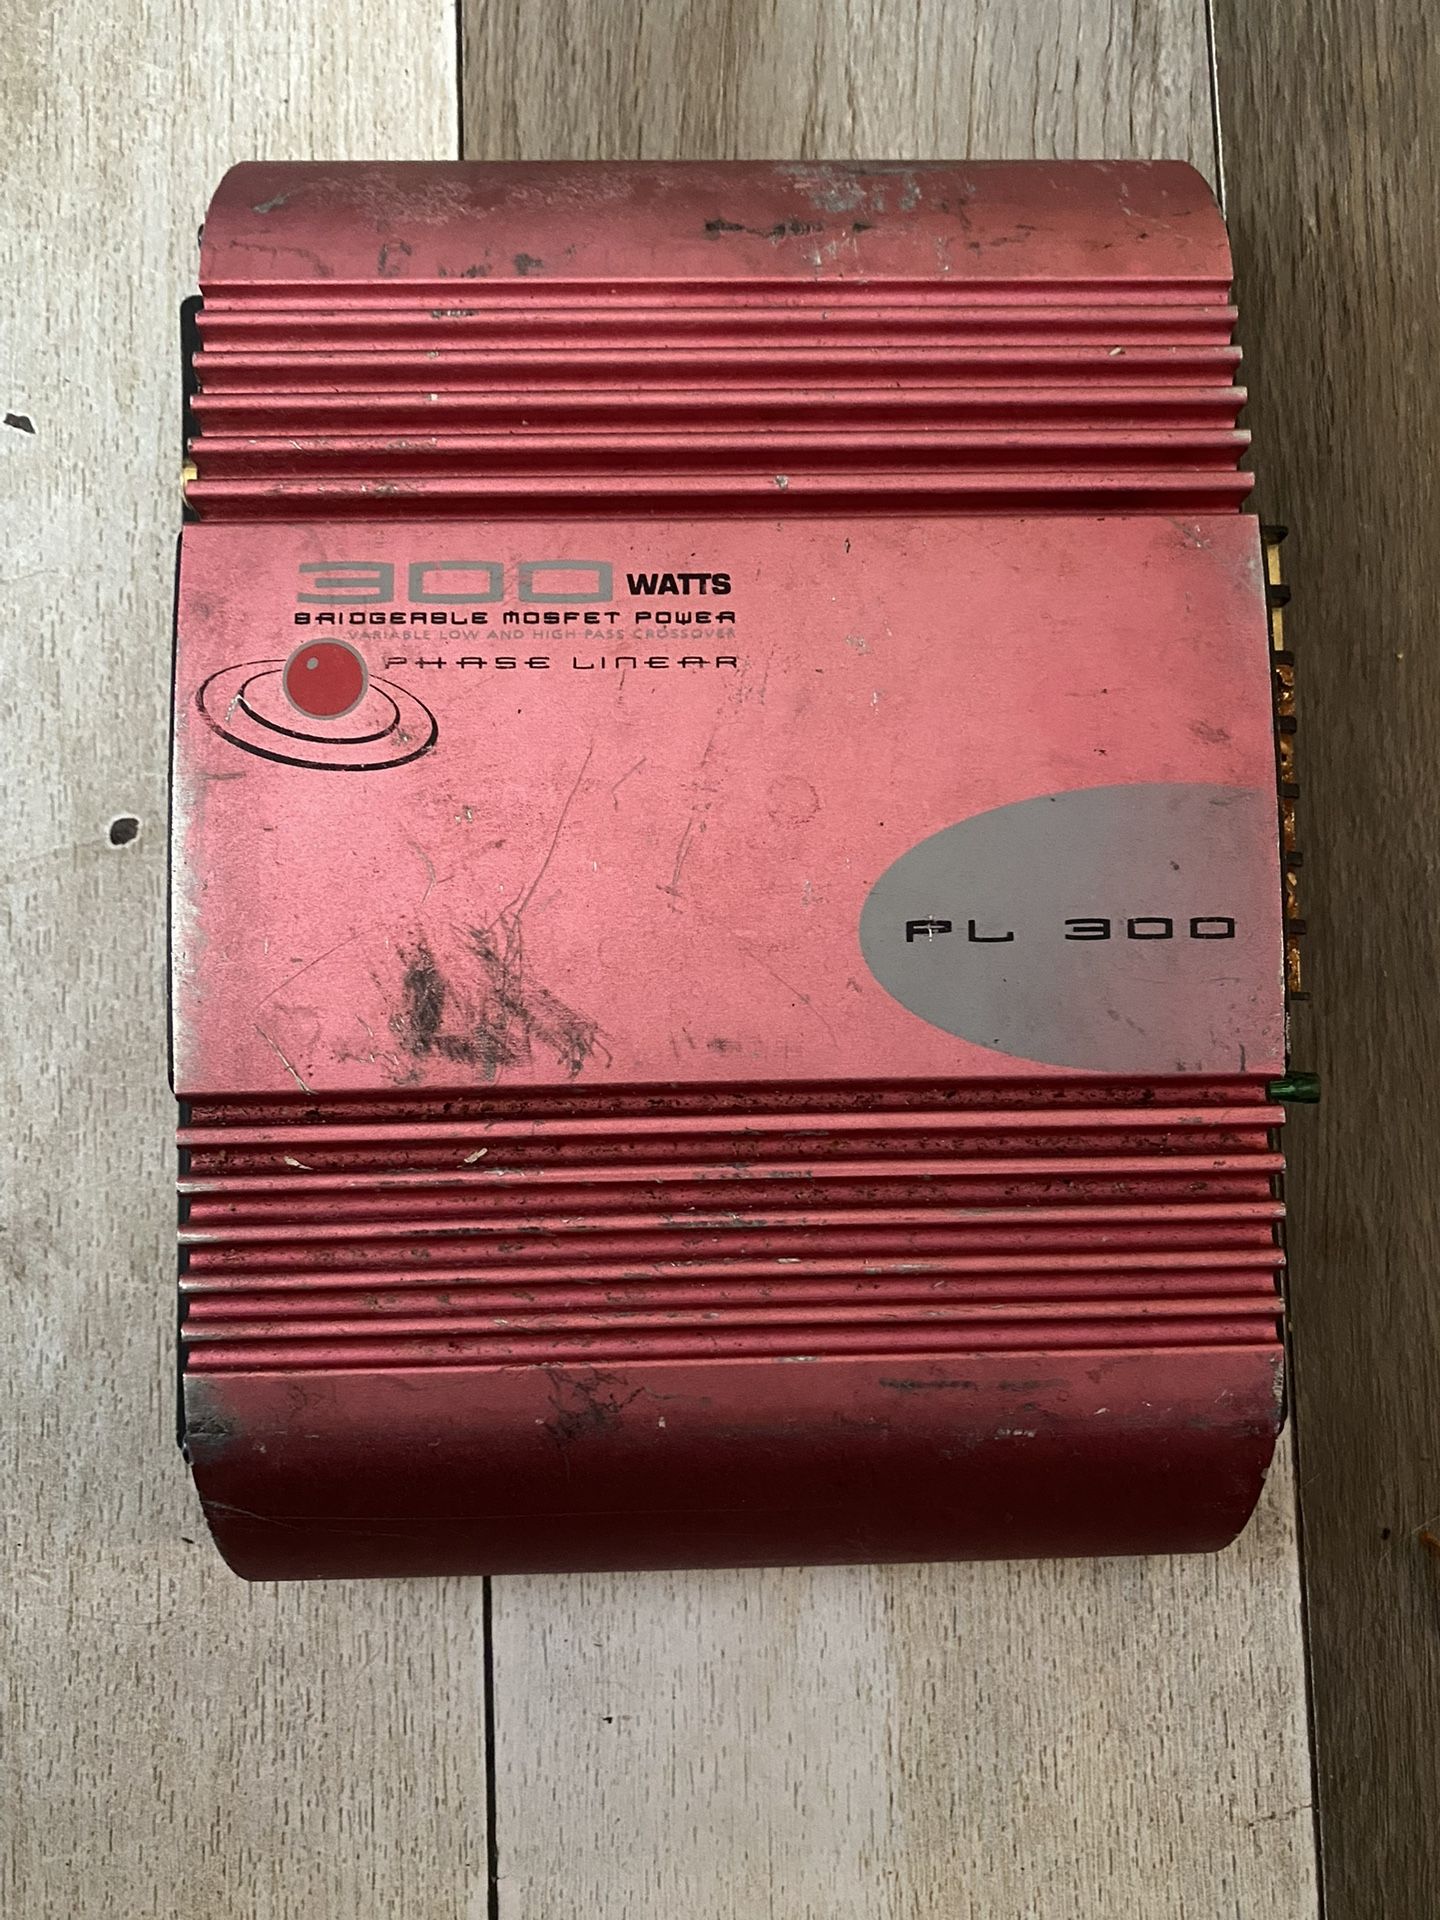 300 WATTS
BRIDGEABLE MOSFET POWER
VARIABLE LOW AND HIGH PASS CROSSOVER
PHASE LINEAR
PL 300